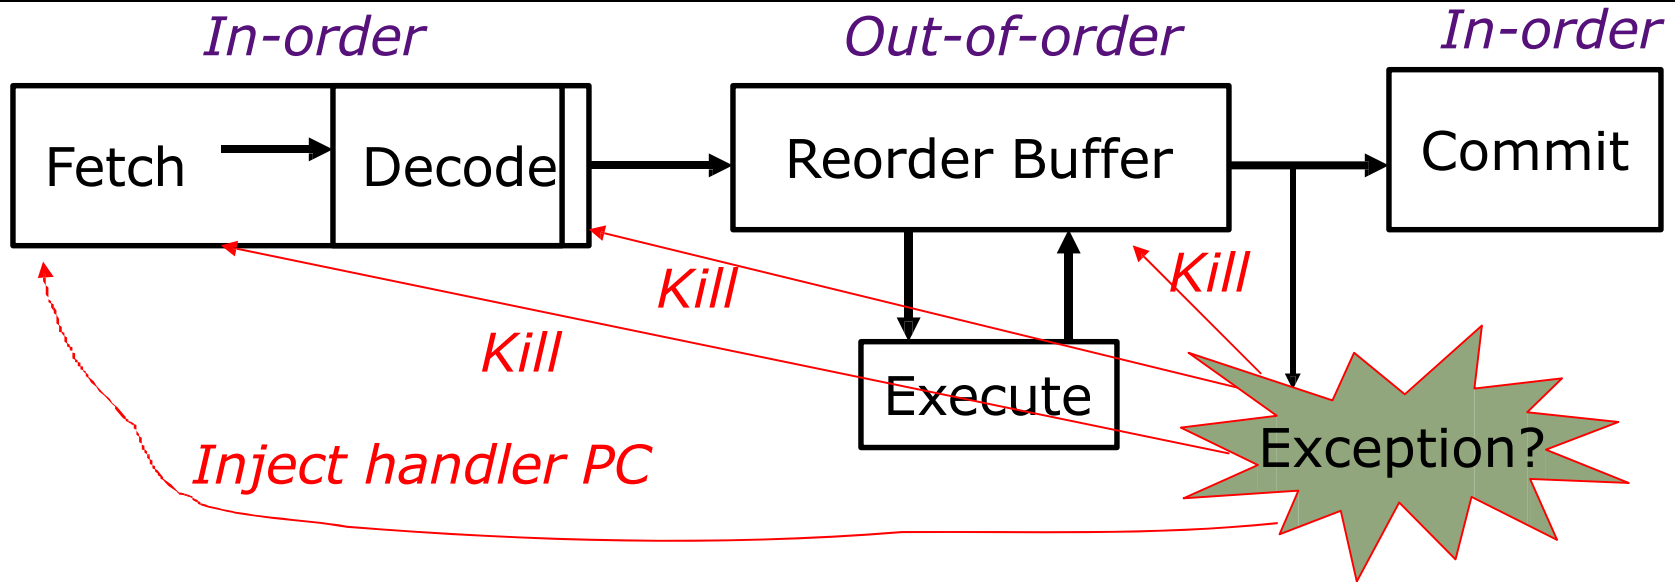 In-order
Out-of-order
In-order
Fetch
Decode
Reorder Buffer
Commit
Kill
Kill
Kill
Execute
Inject handler PC
Exception?